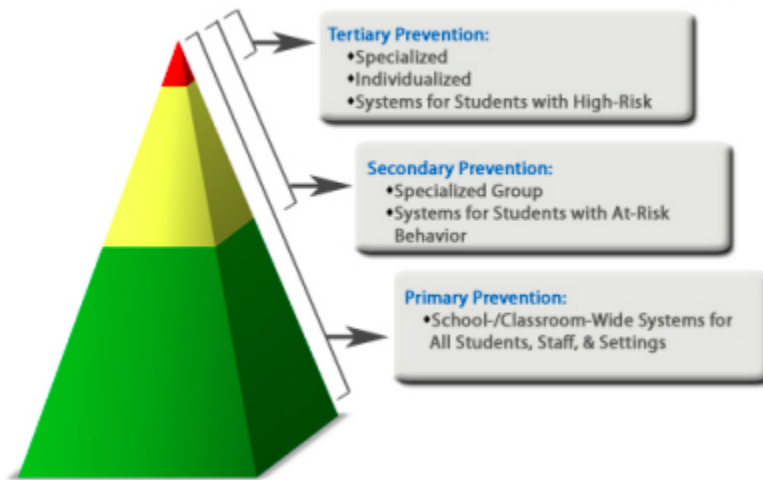 Tertiary Prevention:
♦Specialized
♦Individualized
♦Systems for Students with High-Risk
Secondary Prevention:
♦Specialized Group
♦Systems for Students with At-Risk
Behavior
Primary Prevention:
♦School-/Classroom-Wide Systems for
All Students, Staff, & Settings